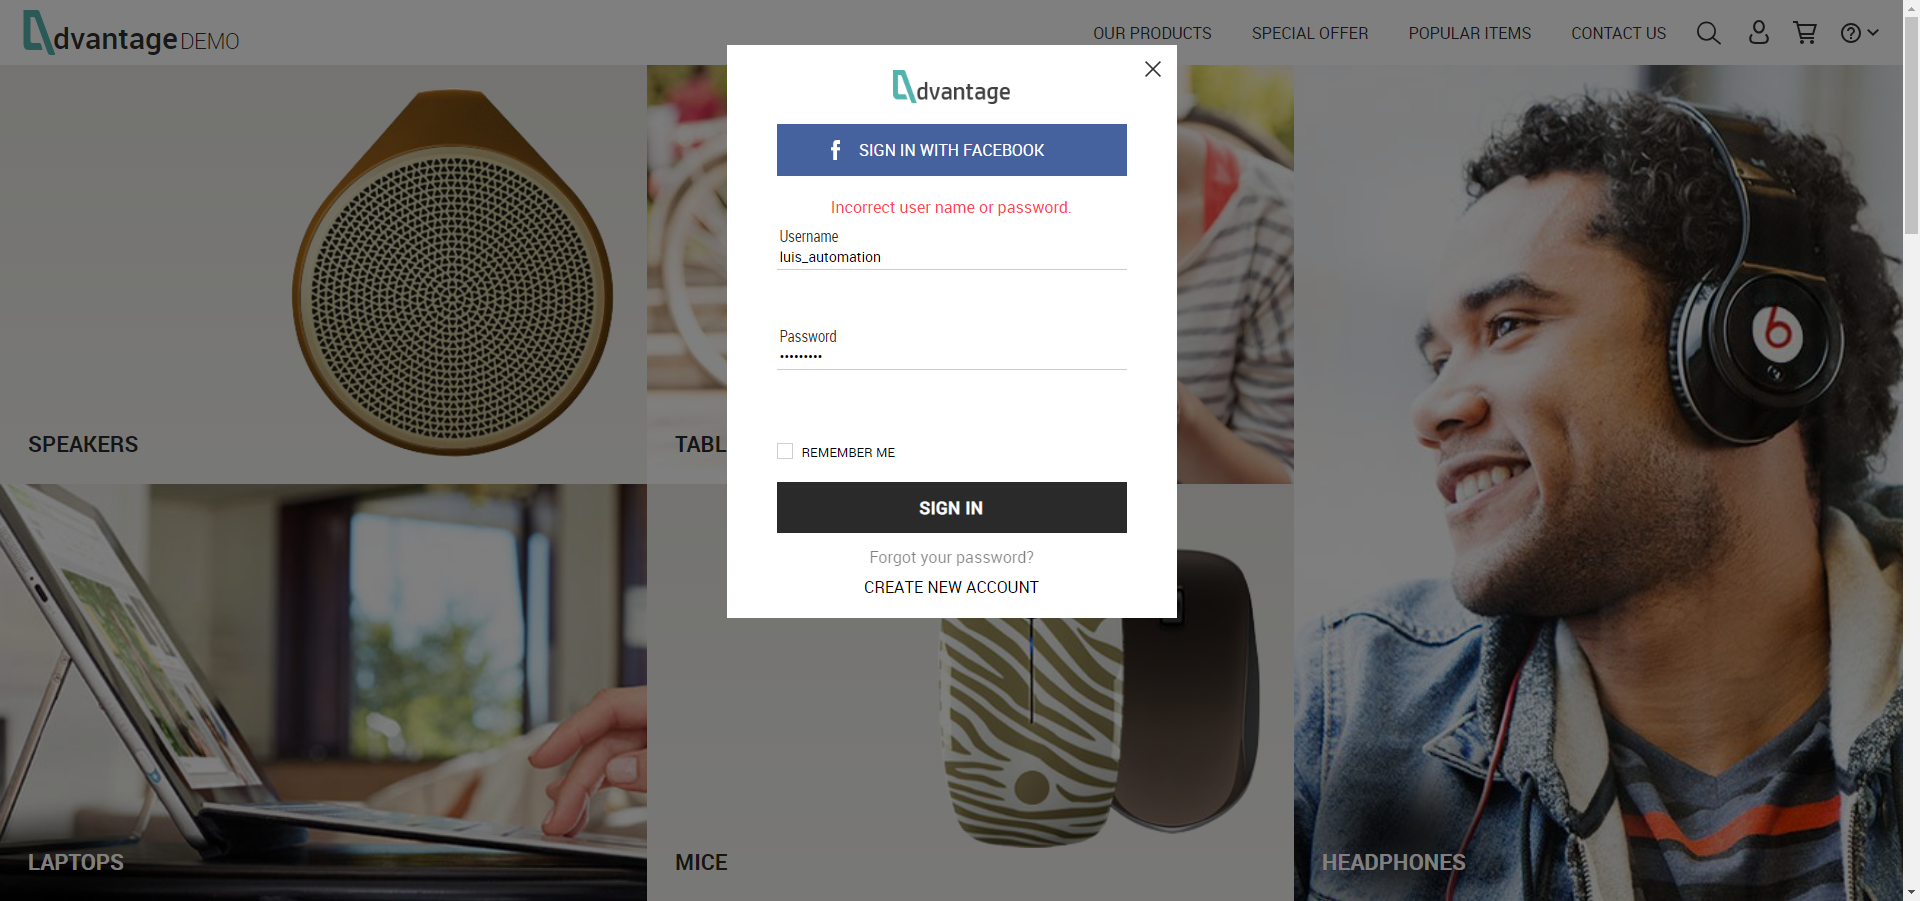 dvantage DEMO
OUR PRODUCTS
SPECIAL OFFER
POPULAR ITEMS
CONTACT US
dvantage
f SIGN IN WITH FACEBOOK
Incorrect user name or password.
Username
luis_automation
Password
•••••••••
REMEMBER ME
SIGN IN
Forgot your password?
CREATE NEW ACCOUNT
SPEAKERS
TABL
LAPTOPS
MICE
HEADPHONES
b